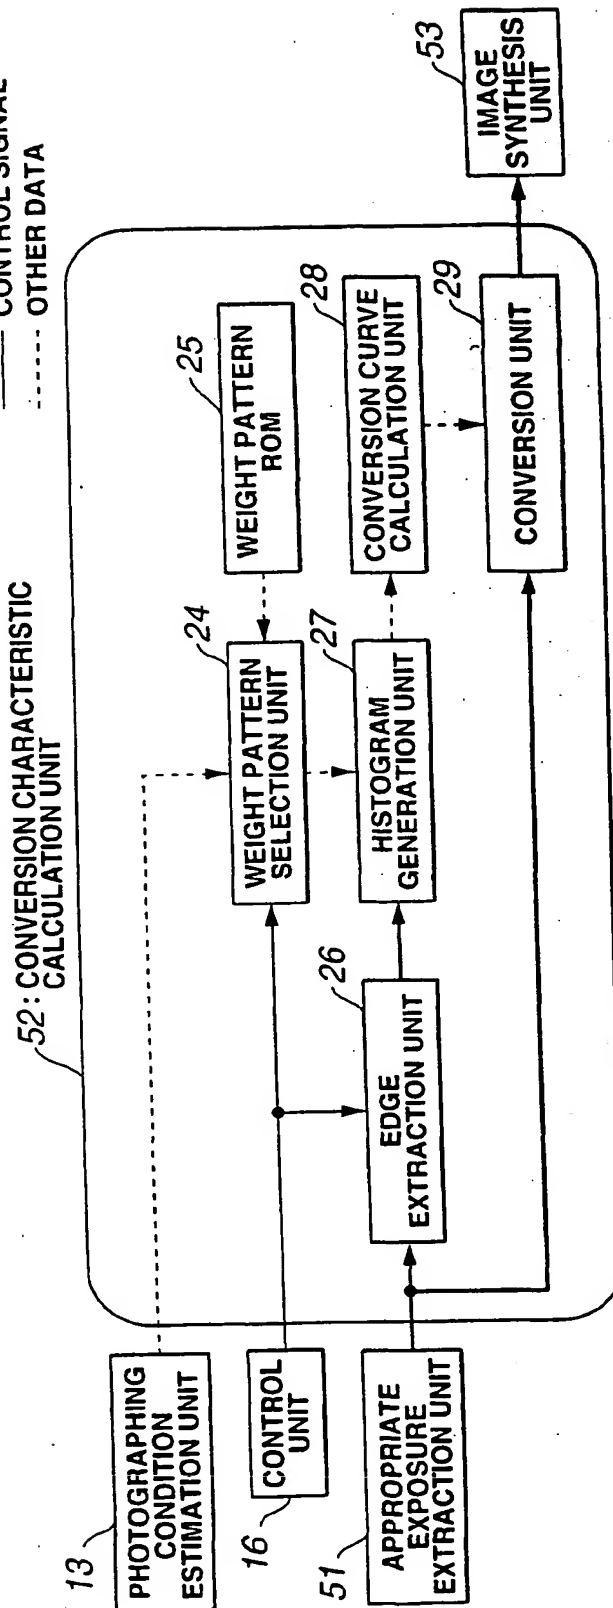 CONTROL SIGNAL
OTHER DATA
52: CONVERSION CHARACTERISTIC
CALCULATION UNIT
13
PHOTOGRAPHING
CONDITION
ESTIMATION UNIT
16
CONTROL
UNIT
51
APPROPRIATE
EXPOSURE
EXTRACTION UNIT
24
WEIGHT PATTERN
SELECTION UNIT
25
WEIGHT PATTERN
ROM
26
EDGE
EXTRACTION UNIT
27
HISTOGRAM
GENERATION UNIT
28
CONVERSION CURVE
CALCULATION UNIT
29
CONVERSION UNIT
53
IMAGE
SYNTHESIS
UNIT